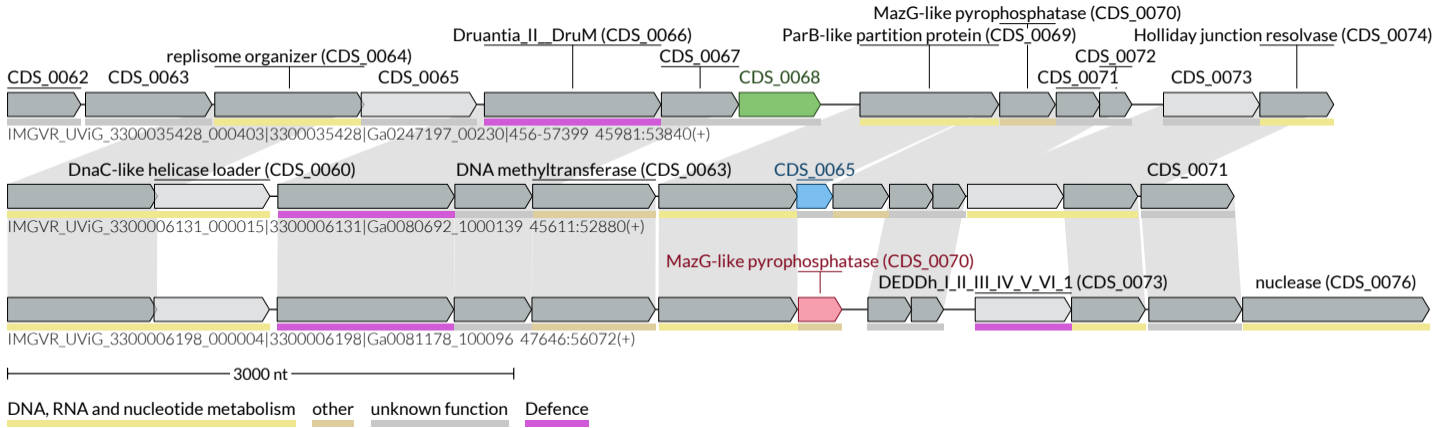 MazG-like pyrophosphatase (CDS_0070)
Druantia_II__DruM (CDS_0066) ParB-like partition protein (CDS_0069) Holliday junction resolvase (CDS_0074)
replisome organizer (CDS_0064) CDS_0067 CDS_0072
CDS_0062 CDS_0063 CDS_0065 CDS_0068 CDS_0071 CDS_0073
IMGVR_UViG_3300035428_000403|3300035428|Ga0247197_00230|456-57399 45981:53840(+)
DnaC-like helicase loader (CDS_0060) DNA methyltransferase (CDS_0063) CDS_0065 CDS_0071
IMGVR_UViG_3300006131_000015|3300006131|Ga0080692_1000139 45611:52880(+)
MazG-like pyrophosphatase (CDS_0070)
DEDDh_I_II_III_IV_V_VI_1 (CDS_0073) nuclease (CDS_0076)
IMGVR_UViG_3300006198_000004|3300006198|Ga0081178_100096 47646:56072(+)
3000 nt
DNA, RNA and nucleotide metabolism other unknown function Defence